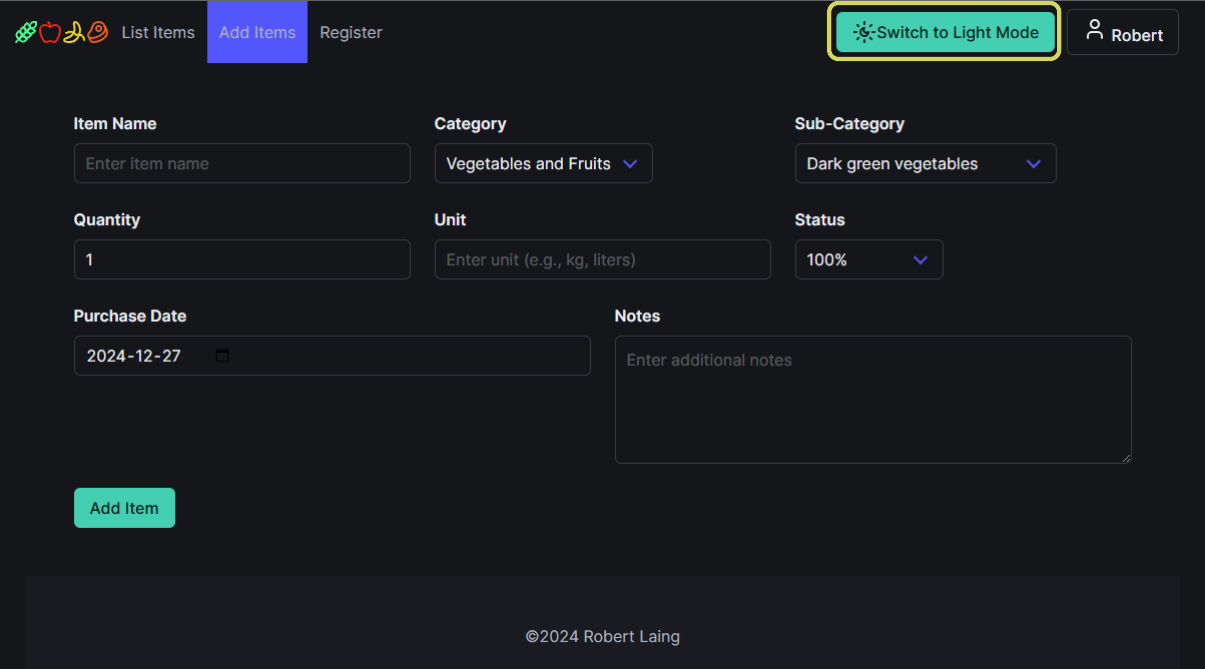 List Items Add Items Register Switch to Light Mode Robert
Item Name Category Sub-Category
Enter item name Vegetables and Fruits Dark green vegetables
Quantity Unit Status
1 Enter unit (e.g., kg, liters) 100%
Purchase Date Notes
2024-12-27 Enter additional notes
Add Item
©2024 Robert Laing